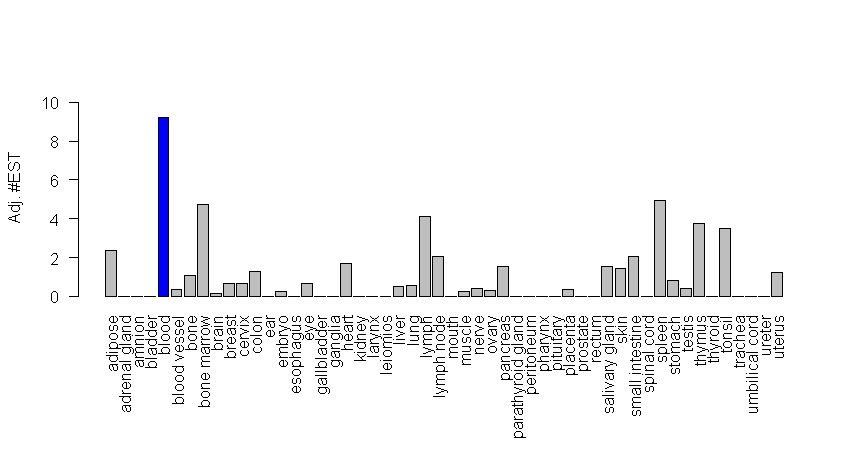 Adj. #EST
10
8
6
4
2
0
adipose
adrenal gland
amnion
bladder
blood
blood vessel
bone
bone marrow
brain
breast
cervix
colon
ear
embryo
esophagus
eye
gallbladder
ganglia
heart
kidney
larynx
leiomios
liver
lung
lymph
lymph node
mouth
muscle
nerve
ovary
pancreas
parathyroid gland
peritoneum
pharynx
pituitary
placenta
prostate
rectum
salivary gland
skin
small intestine
spinal cord
spleen
stomach
testis
thymus
thyroid
tonsil
trachea
umbilical cord
ureter
uterus